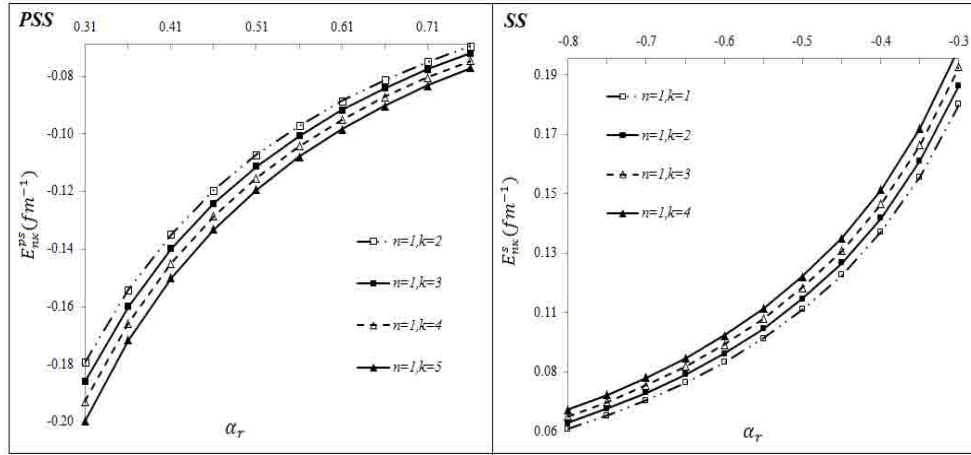 PSS
0.31 0.41 0.51 0.61 0.71
-0.08
-0.10
-0.12
-0.14
-0.16
-0.18
-0.20
E_{nκ}^{ps}(fm^{-1})
n=1,k=2
n=1,k=3
n=1,k=4
n=1,k=5
α_r
SS
-0.8 -0.7 -0.6 -0.5 -0.4 -0.3
0.19
0.17
0.15
0.13
0.11
0.08
0.06
E_{nκ}^{s}(fm^{-1})
n=1,k=1
n=1,k=2
n=1,k=3
n=1,k=4
α_r